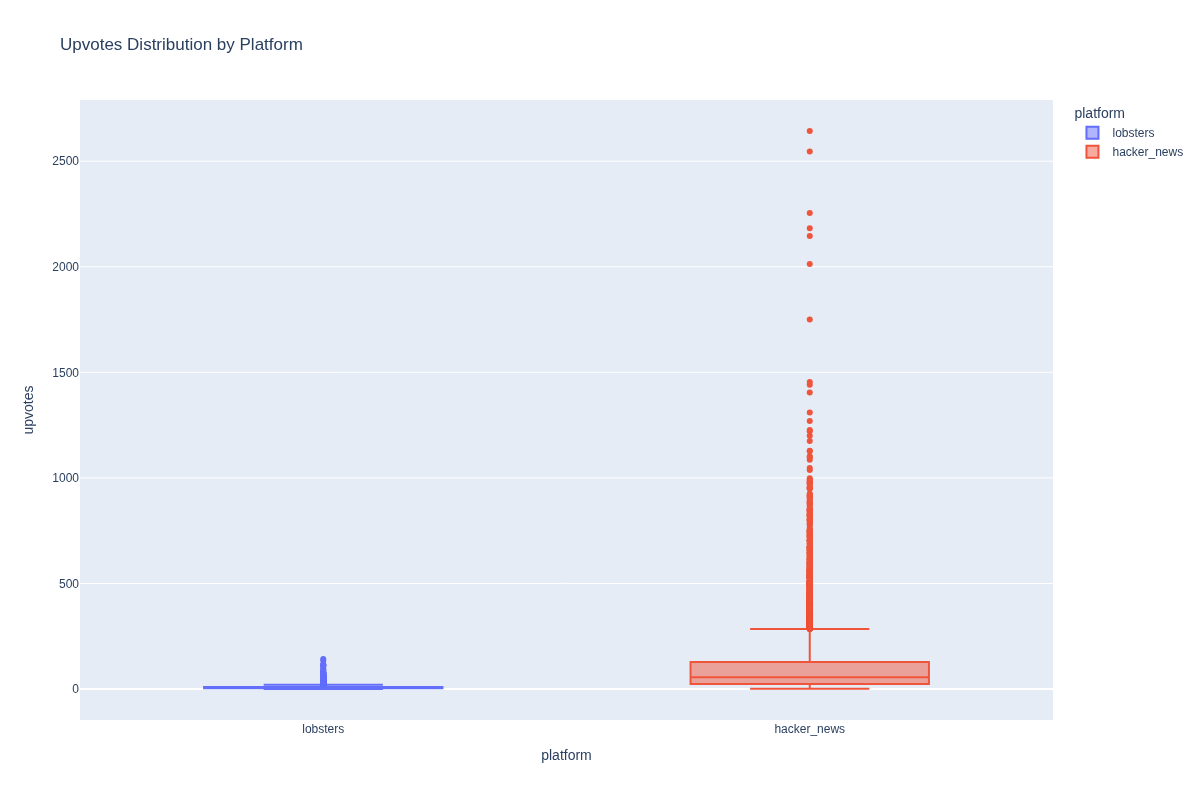 Upvotes Distribution by Platform
platform
lobsters
hacker_news
2500
2000
1500
1000
500
0
upvotes
lobsters
hacker_news
platform